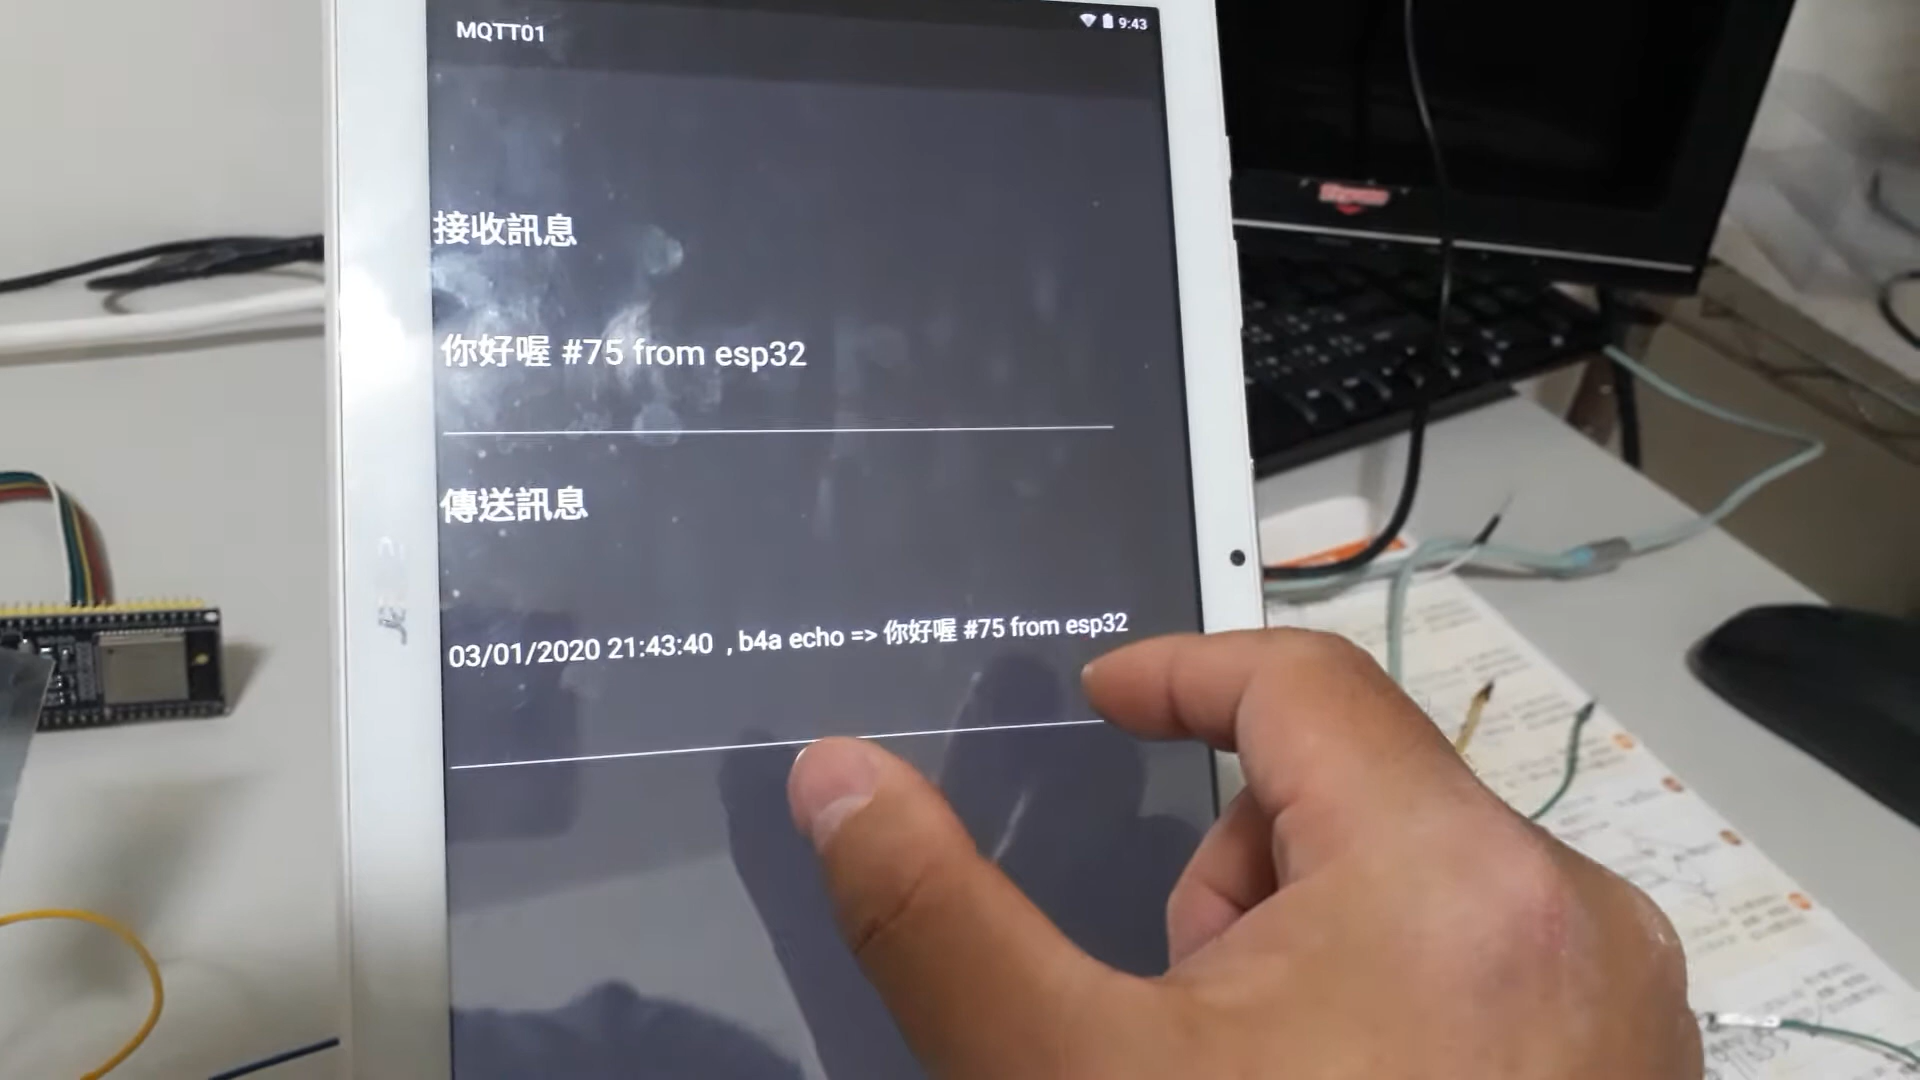 MQTT01
9:43
接收訊息
你好喔 #75 from esp32
傳送訊息
03/01/2020 21:43:40 , b4a echo => 你好喔 #75 from esp32